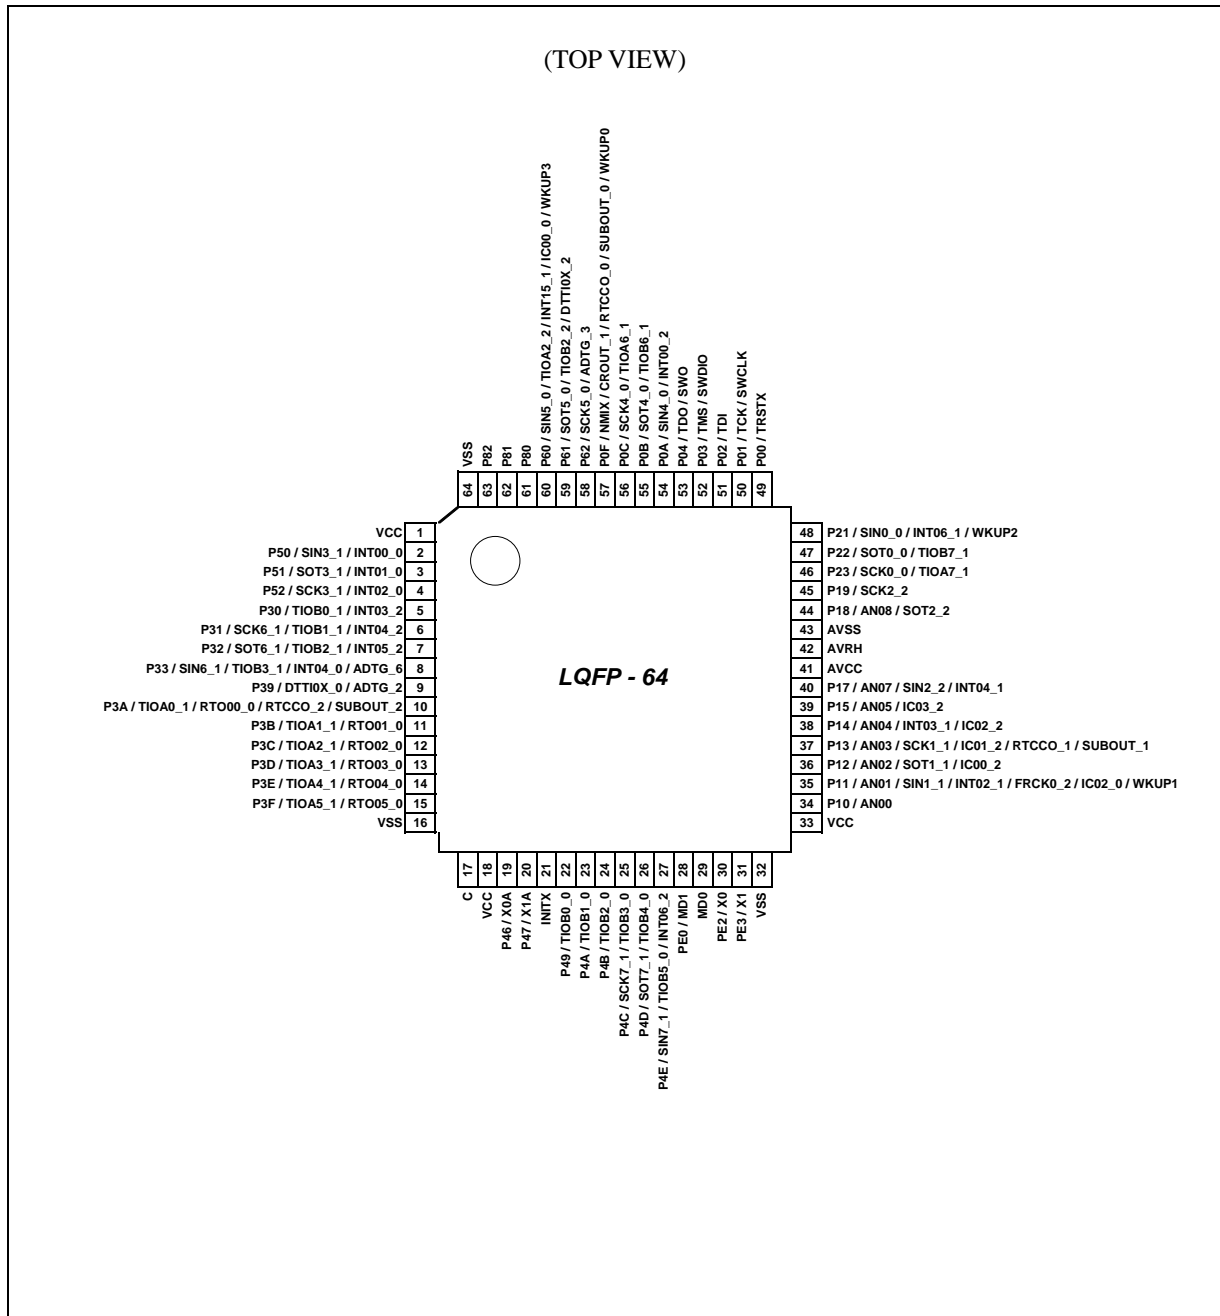 (TOP VIEW)
VSS
P82
P81
P80
P60 / SIN5_0 / TIOA2_2 / INT15_1 / IC00_0 / WKUP3
P61 / SOT5_0 / TIOB2_2 / DTTI0X_2
P62 / SCK5_0 / ADTG_3
P0F / NMIX / CROUT_1 / RTCCO_0 / SUBOUT_0 / WKUP0
P0C / SCK4_0 / TIOA6_1
P0B / SOT4_0 / TIOB6_1
P0A / SIN4_0 / INT00_2
P04 / TDO / SWO
P03 / TMS / SWDIO
P02 / TDI
P01 / TCK / SWCLK
P00 / TRSTX
64 63 62 61 60 59 58 57 56 55 54 53 52 51 50 49
VCC 1
P50 / SIN3_1 / INT00_0 2
P51 / SOT3_1 / INT01_0 3
P52 / SCK3_1 / INT02_0 4
P30 / TIOB0_1 / INT03_2 5
P31 / SCK6_1 / TIOB1_1 / INT04_2 6
P32 / SOT6_1 / TIOB2_1 / INT05_2 7
P33 / SIN6_1 / TIOB3_1 / INT04_0 / ADTG_6 8
P39 / DTTI0X_0 / ADTG_2 9
P3A / TIOA0_1 / RTO00_0 / RTCCO_2 / SUBOUT_2 10
P3B / TIOA1_1 / RTO01_0 11
P3C / TIOA2_1 / RTO02_0 12
P3D / TIOA3_1 / RTO03_0 13
P3E / TIOA4_1 / RTO04_0 14
P3F / TIOA5_1 / RTO05_0 15
VSS 16
LQFP - 64
48 P21 / SIN0_0 / INT06_1 / WKUP2
47 P22 / SOT0_0 / TIOB7_1
46 P23 / SCK0_0 / TIOA7_1
45 P19 / SCK2_2
44 P18 / AN08 / SOT2_2
43 AVSS
42 AVRH
41 AVCC
40 P17 / AN07 / SIN2_2 / INT04_1
39 P15 / AN05 / IC03_2
38 P14 / AN04 / INT03_1 / IC02_2
37 P13 / AN03 / SCK1_1 / IC01_2 / RTCCO_1 / SUBOUT_1
36 P12 / AN02 / SOT1_1 / IC00_2
35 P11 / AN01 / SIN1_1 / INT02_1 / FRCK0_2 / IC02_0 / WKUP1
34 P10 / AN00
33 VCC
17 18 19 20 21 22 23 24 25 26 27 28 29 30 31 32
C
VCC
P46 / X0A
P47 / X1A
INITX
P49 / TIOB0_0
P4A / TIOB1_0
P4B / TIOB2_0
P4C / SCK7_1 / TIOB3_0
P4D / SOT7_1 / TIOB4_0
P4E / SIN7_1 / TIOB5_0 / INT06_2
PE0 / MD1
MD0
PE2 / X0
PE3 / X1
VSS